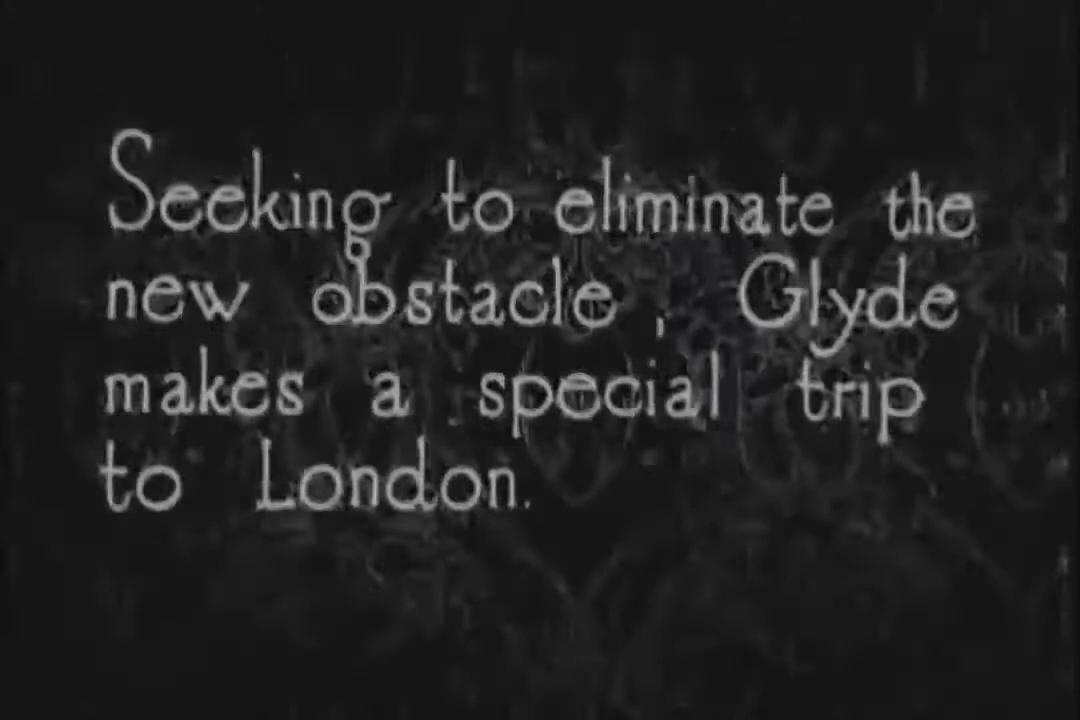 Seeking to eliminate the
new obstacle, Glyde
makes a special trip
to London.